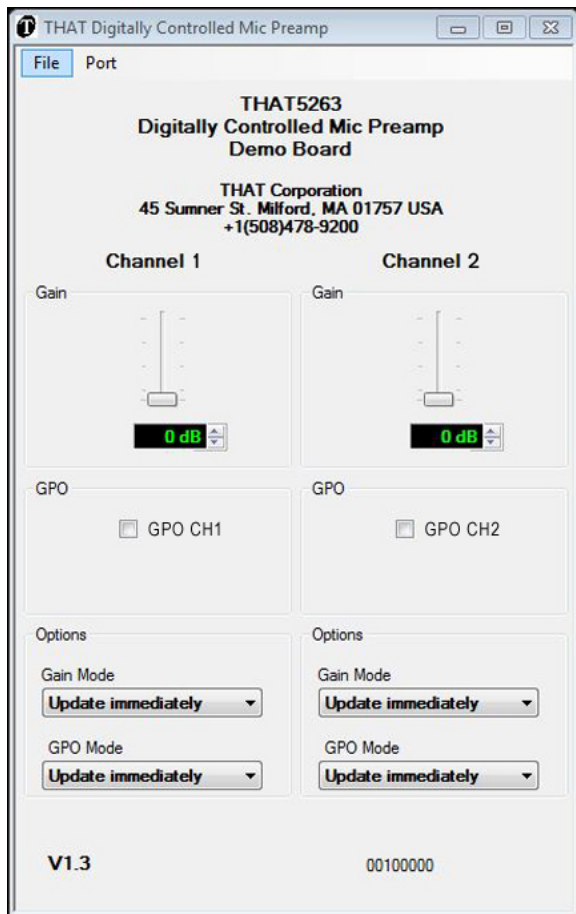 THAT Digitally Controlled Mic Preamp
File Port
THAT5263
Digitally Controlled Mic Preamp
Demo Board
THAT Corporation
45 Sumner St. Milford, MA 01757 USA
+1(508)478-9200
Channel 1 Channel 2
Gain Gain
0 dB 0 dB
GPO GPO
GPO CH1 GPO CH2
Options Options
Gain Mode Gain Mode
Update immediately Update immediately
GPO Mode GPO Mode
Update immediately Update immediately
V1.3 00100000